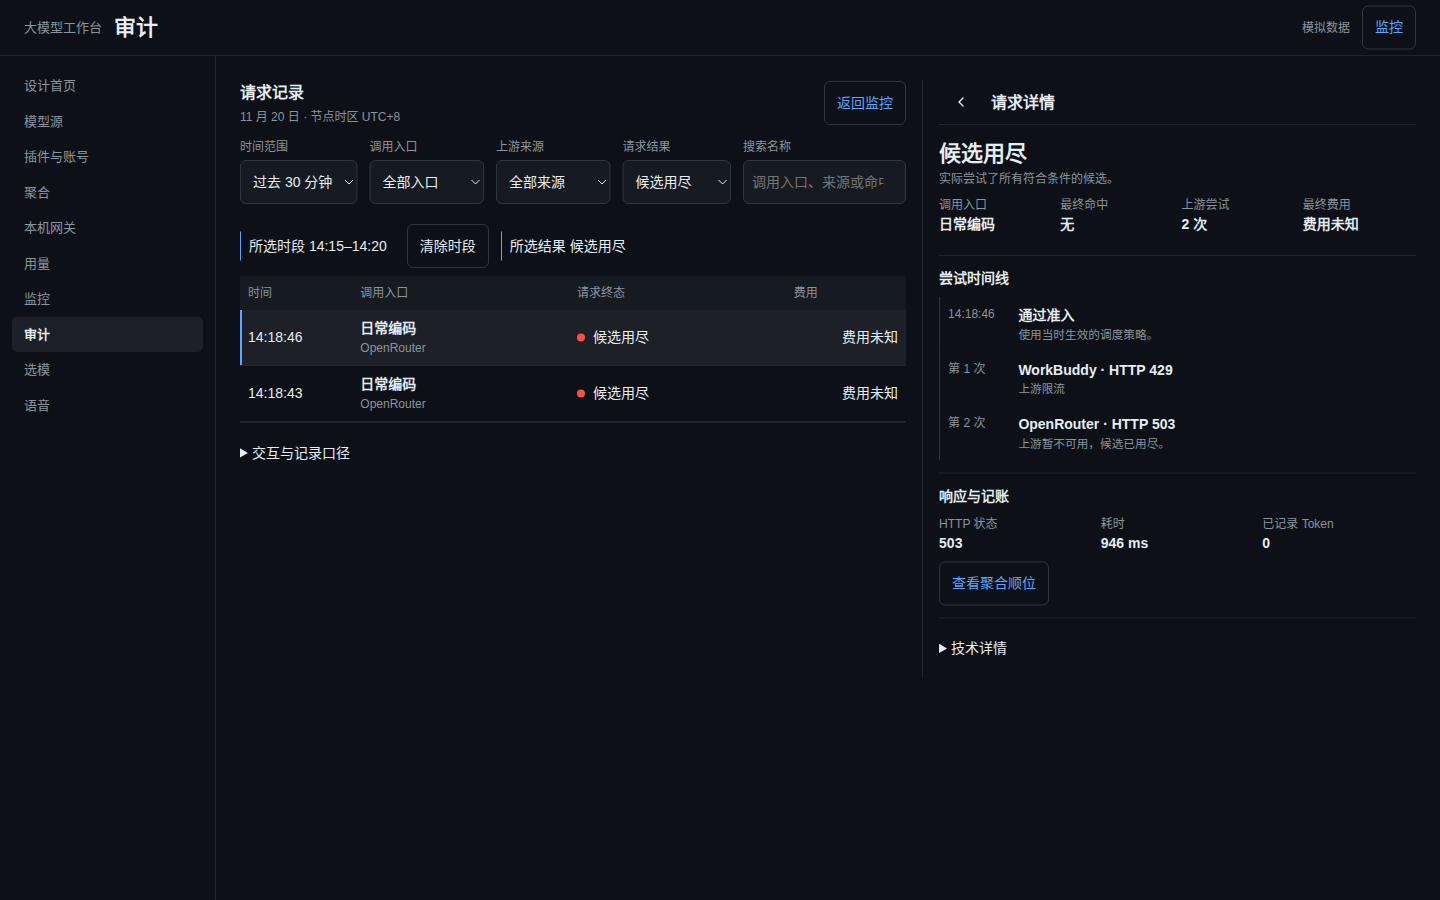 大模型工作台 审计
模拟数据 监控
设计首页
模型源
插件与账号
聚合
本机网关
用量
监控
审计
选模
语音
请求记录
11 月 20 日 · 节点时区 UTC+8
返回监控
时间范围 调用入口 上游来源 请求结果 搜索名称
过去 30 分钟 全部入口 全部来源 候选用尽 调用入口、来源或命
所选时段 14:15–14:20 清除时段 所选结果 候选用尽
时间 调用入口 请求终态 费用
14:18:46 日常编码 候选用尽 费用未知
OpenRouter
14:18:43 日常编码 候选用尽 费用未知
OpenRouter
交互与记录口径
请求详情
候选用尽
实际尝试了所有符合条件的候选。
调用入口 最终命中 上游尝试 最终费用
日常编码 无 2 次 费用未知
尝试时间线
14:18:46 通过准入
使用当时生效的调度策略。
第 1 次 WorkBuddy · HTTP 429
上游限流
第 2 次 OpenRouter · HTTP 503
上游暂不可用，候选已用尽。
响应与记账
HTTP 状态 耗时 已记录 Token
503 946 ms 0
查看聚合顺位
技术详情